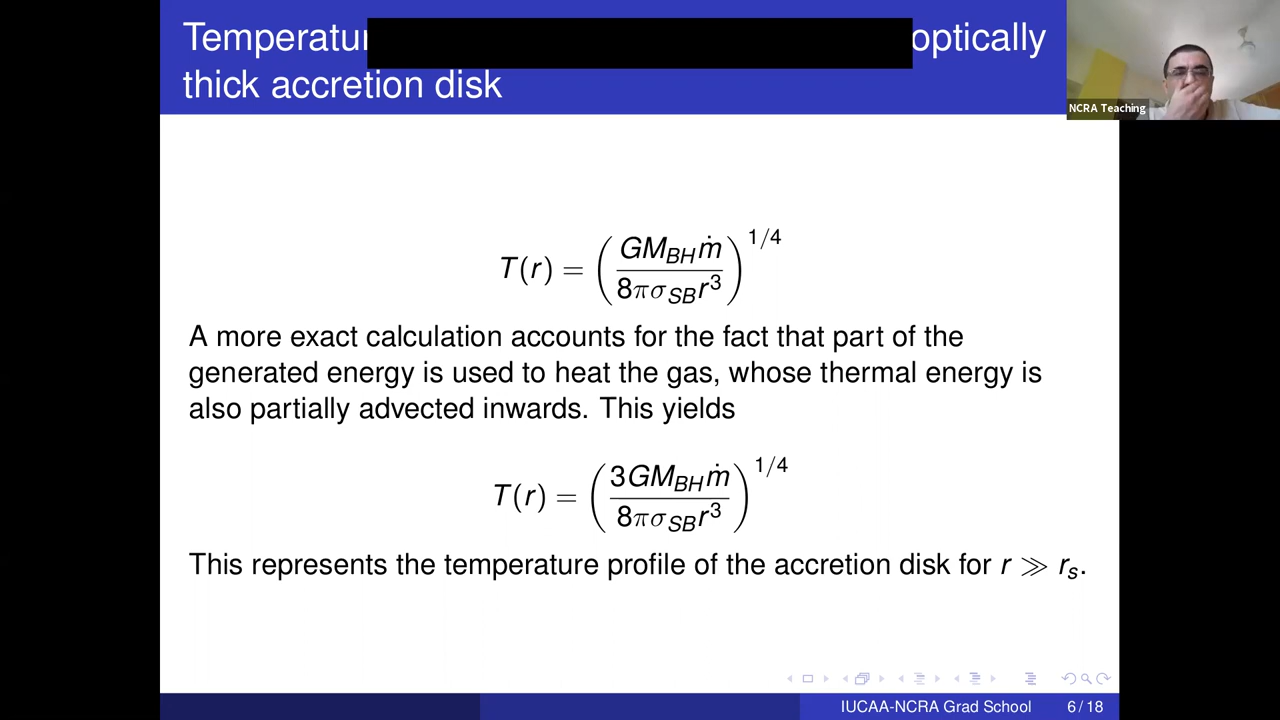 Temperatur optically
thick accretion disk
NCRA Teaching
T(r) = (GM_BH ṁ / 8πσ_SB r³)^1/4
A more exact calculation accounts for the fact that part of the
generated energy is used to heat the gas, whose thermal energy is
also partially advected inwards. This yields
T(r) = (3GM_BH ṁ / 8πσ_SB r³)^1/4
This represents the temperature profile of the accretion disk for r ≫ r_s.
IUCAA-NCRA Grad School 6 / 18